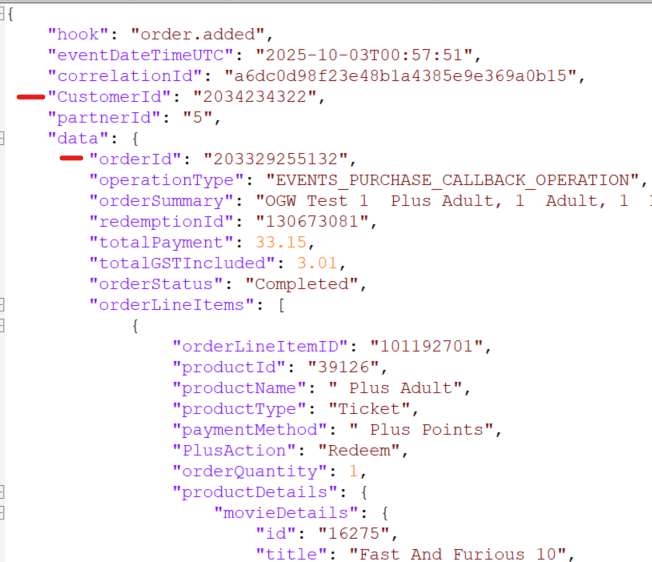 {
"hook": "order.added",
"eventDateTimeUTC": "2025-10-03T00:57:51",
"correlationId": "a6dc0d98f23e48b1a4385e9e369a0b15",
"CustomerId": "2034234322",
"partnerId": "5",
"data": {
"orderId": "203329255132",
"operationType": "EVENTS_PURCHASE_CALLBACK_OPERATION",
"orderSummary": "OGW Test 1  Plus Adult, 1  Adult, 1
"redemptionId": "130673081",
"totalPayment": 33.15,
"totalGSTIncluded": 3.01,
"orderStatus": "Completed",
"orderLineItems": [
{
"orderLineItemID": "101192701",
"productId": "39126",
"productName": " Plus Adult",
"productType": "Ticket",
"paymentMethod": " Plus Points",
"PlusAction": "Redeem",
"orderQuantity": 1,
"productDetails": {
"movieDetails": {
"id": "16275",
"title": "Fast And Furious 10",